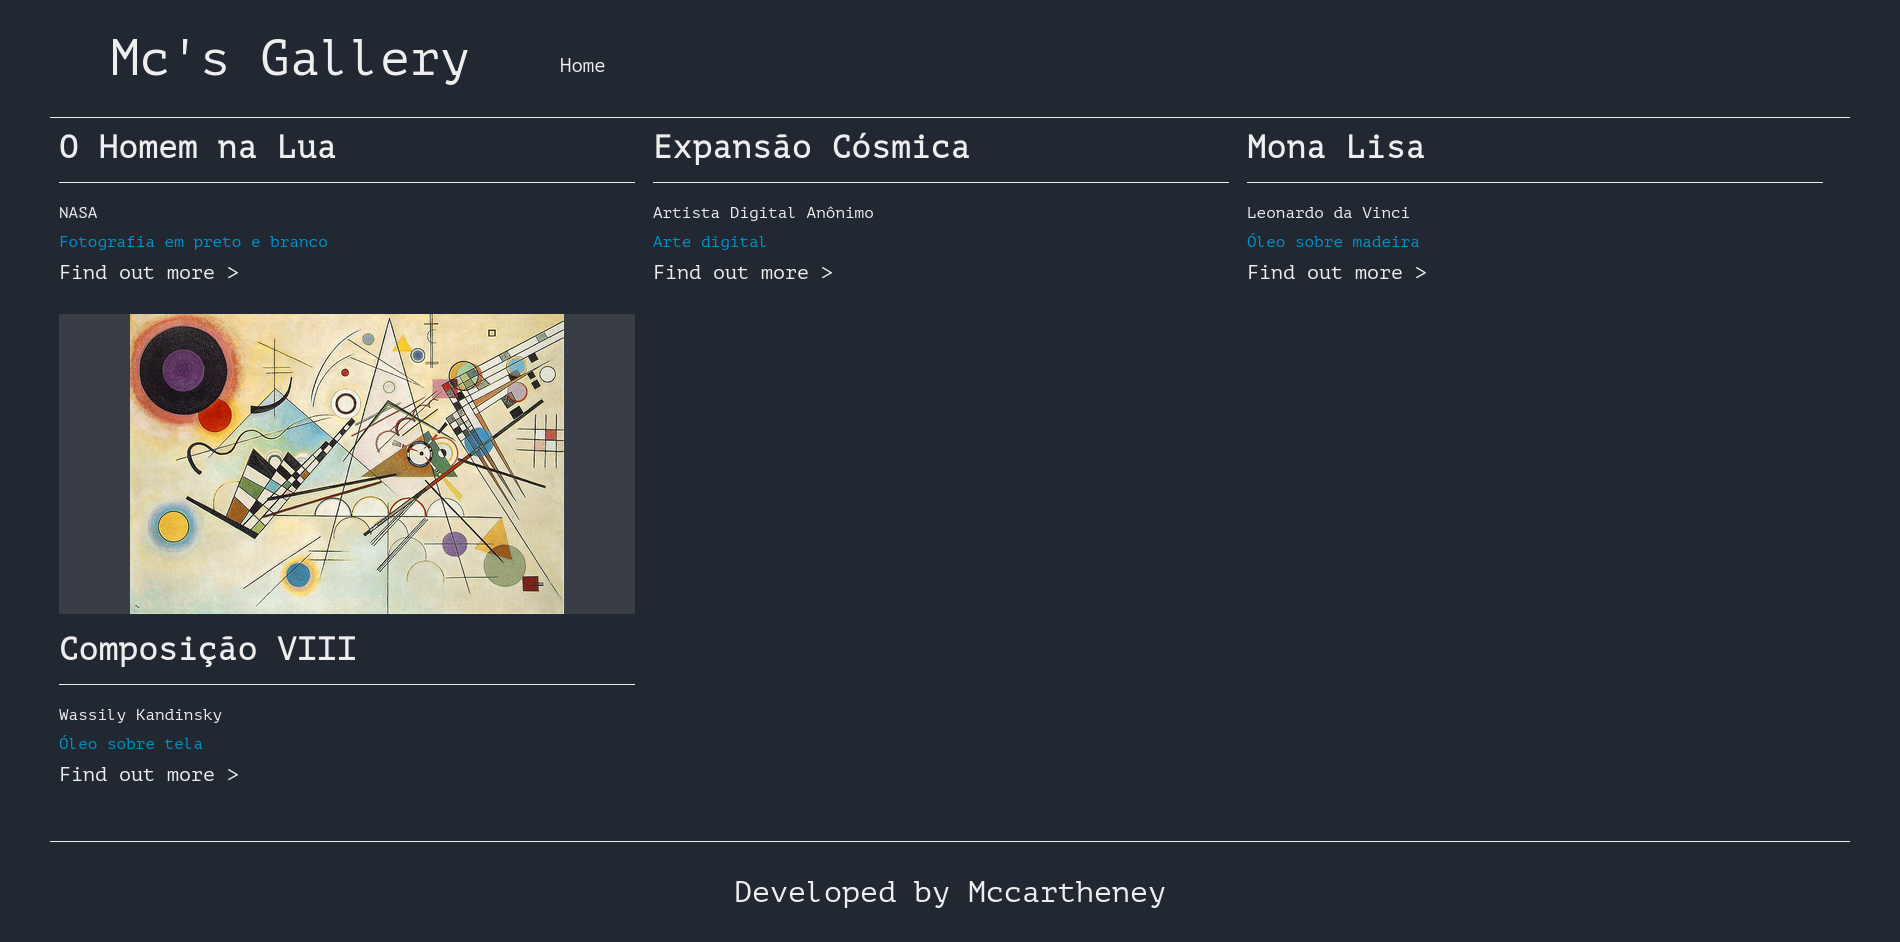 Mc's Gallery
Home
O Homem na Lua
NASA
Fotografia em preto e branco
Find out more >
Expansão Cósmica
Artista Digital Anônimo
Arte digital
Find out more >
Mona Lisa
Leonardo da Vinci
Óleo sobre madeira
Find out more >
Composição VIII
Wassily Kandinsky
Óleo sobre tela
Find out more >
Developed by Mccartheney